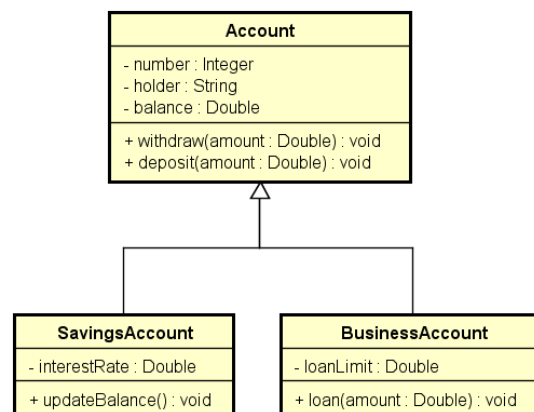 Account
- number : Integer
- holder : String
- balance : Double
+ withdraw(amount : Double) : void
+ deposit(amount : Double) : void
SavingsAccount
- interestRate : Double
+ updateBalance() : void
BusinessAccount
- loanLimit : Double
+ loan(amount : Double) : void